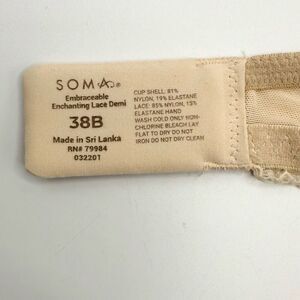 SOMA
Embraceable
Enchanting Lace Demi
38B
Made in Sri Lanka
RN# 79984
032201
CUP SHELL: 81%
NYLON, 19% ELASTANE
LACE: 85% NYLON, 15%
ELASTANE HAND
WASH COLD ONLY NON-
CHLORINE BLEACH LAY
FLAT TO DRY DO NOT
IRON DO NOT DRY CLEAN